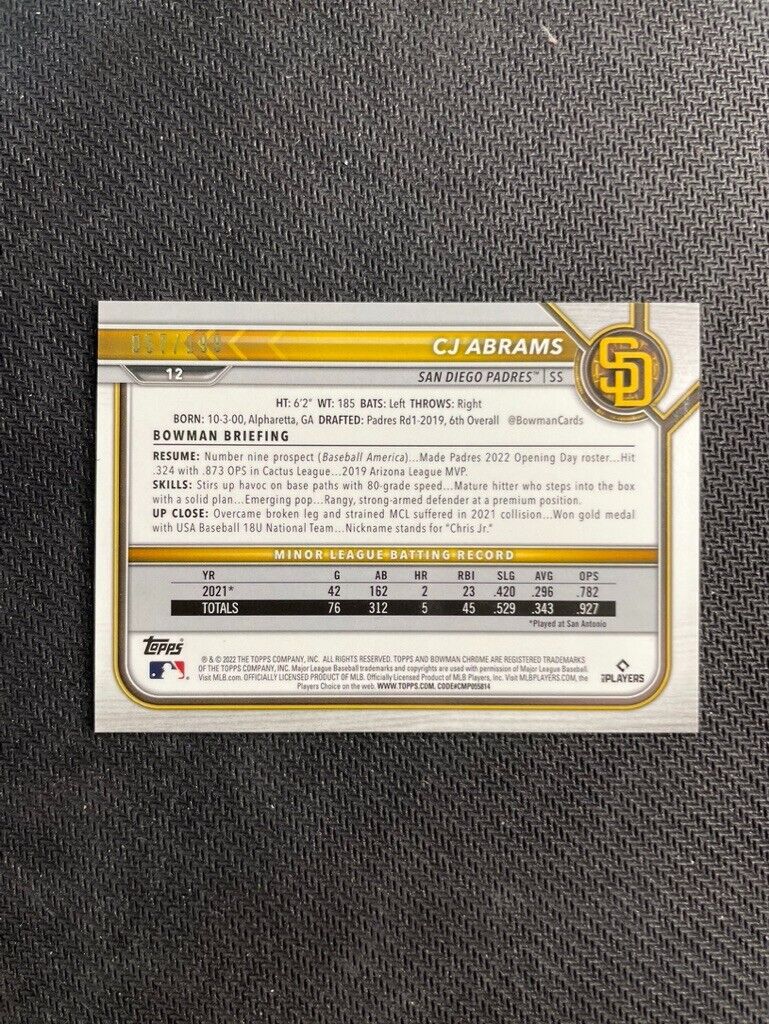 CJ ABRAMS
12
SAN DIEGO PADRES™ | SS
SD
HT: 6'2" WT: 185 BATS: Left THROWS: Right
BORN: 10-3-00, Alpharetta, GA DRAFTED: Padres Rd1-2019, 6th Overall @BowmanCards
BOWMAN BRIEFING
RESUME: Number nine prospect (Baseball America)...Made Padres 2022 Opening Day roster...Hit
.324 with .873 OPS in Cactus League...2019 Arizona League MVP.
SKILLS: Stirs up havoc on base paths with 80-grade speed...Mature hitter who steps into the box
with a solid plan...Emerging pop...Rangy, strong-armed defender at a premium position.
UP CLOSE: Overcame broken leg and strained MCL suffered in 2021 collision...Won gold medal
with USA Baseball 18U National Team...Nickname stands for "Chris Jr."
MINOR LEAGUE BATTING RECORD
YR G AB HR RBI SLG AVG OPS
2021* 42 162 2 23 .420 .296 .782
TOTALS 76 312 5 45 .529 .343 .927
*Played at San Antonio
Topps
® & © 2022 THE TOPPS COMPANY, INC. ALL RIGHTS RESERVED. TOPPS AND BOWMAN CHROME ARE REGISTERED TRADEMARKS
OF THE TOPPS COMPANY, INC. Major League Baseball trademarks and copyrights are used with permission of Major League Baseball.
Visit MLB.com. OFFICIALLY LICENSED PRODUCT OF MLB. Officially Licensed Product of MLB Players, Inc. Visit MLBPLAYERS.COM, the
Players Choice on the web. WWW.TOPPS.COM. CODE#CMP055814
PLAYERS